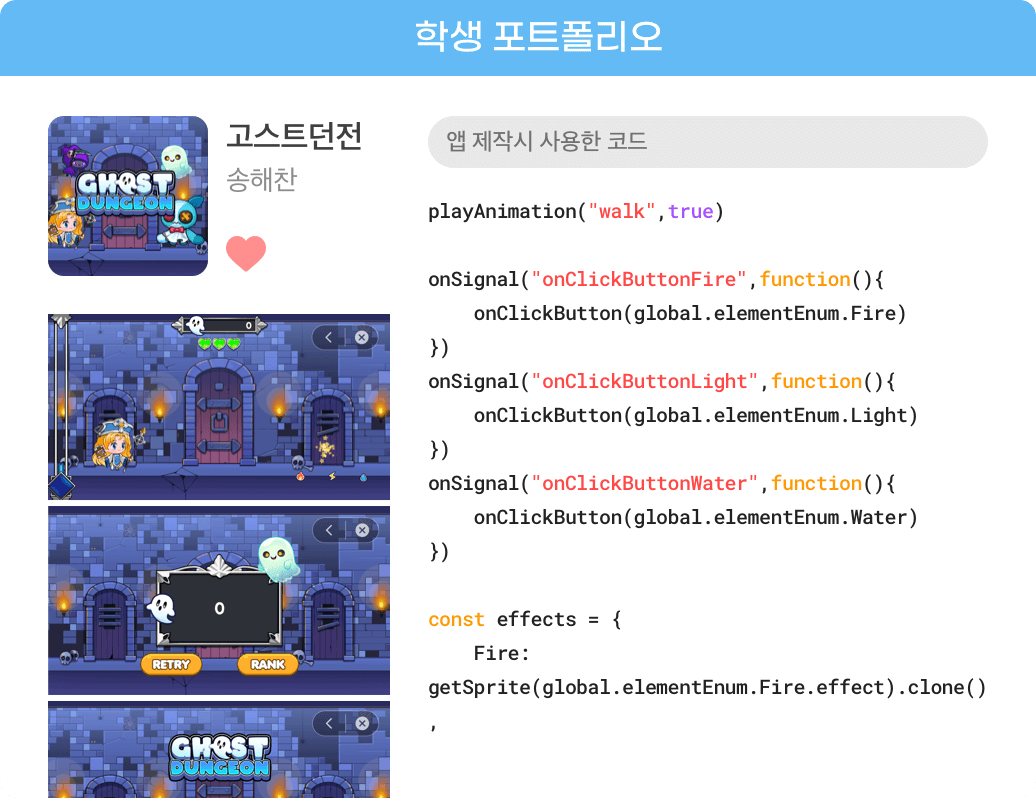 학생 포트폴리오
GHOST
DUNGEON
고스트던전
송해찬
0
0
RETRY
RANK
GHOST
DUNGEON
앱 제작시 사용한 코드
playAnimation("walk",true)
onSignal("onClickButtonFire",function(){
    onClickButton(global.elementEnum.Fire)
})
onSignal("onClickButtonLight",function(){
    onClickButton(global.elementEnum.Light)
})
onSignal("onClickButtonWater",function(){
    onClickButton(global.elementEnum.Water)
})
const effects = {
    Fire:
getSprite(global.elementEnum.Fire.effect).clone()
,